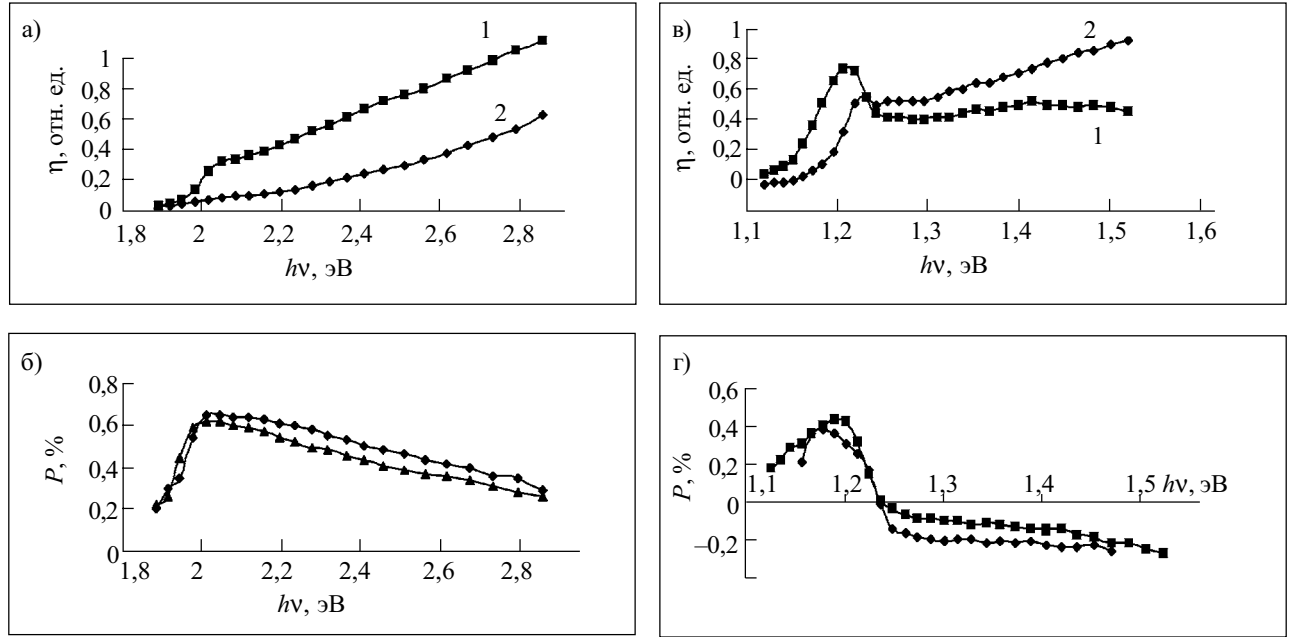 а)
1
0,8
0,6
0,4
0,2
0
η, отн. ед.
1
2
1,8 2 2,2 2,4 2,6 2,8
hν, эВ
в)
1
0,8
0,6
0,4
0,2
0
η, отн. ед.
2
1
1,1 1,2 1,3 1,4 1,5 1,6
hν, эВ
б)
0,8
0,6
0,4
0,2
0
P, %
1,8 2 2,2 2,4 2,6 2,8
hν, эВ
г)
0,6
0,4
0,2
0
–0,2
P, %
1,1 1,2 1,3 1,4 1,5 hν, эВ